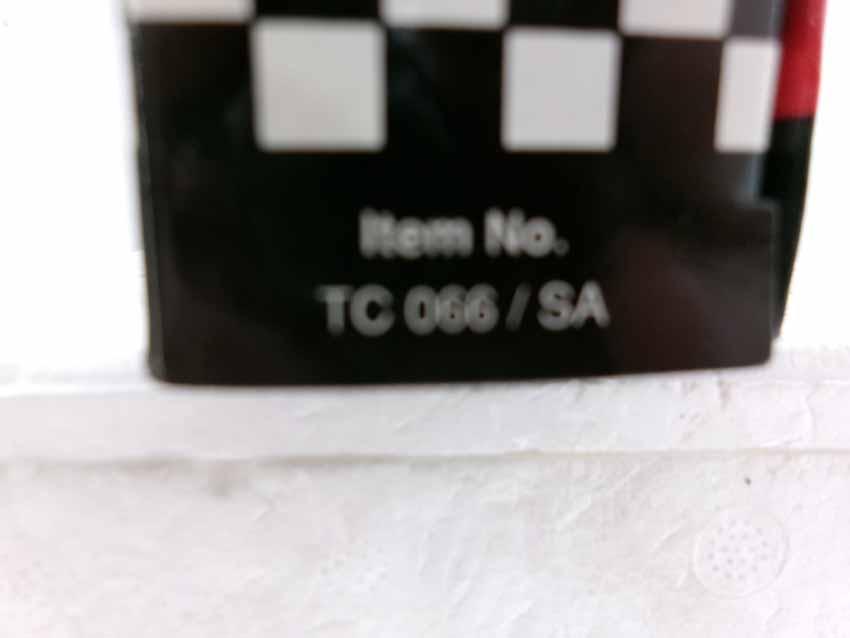 Item No.
TC 066 / SA